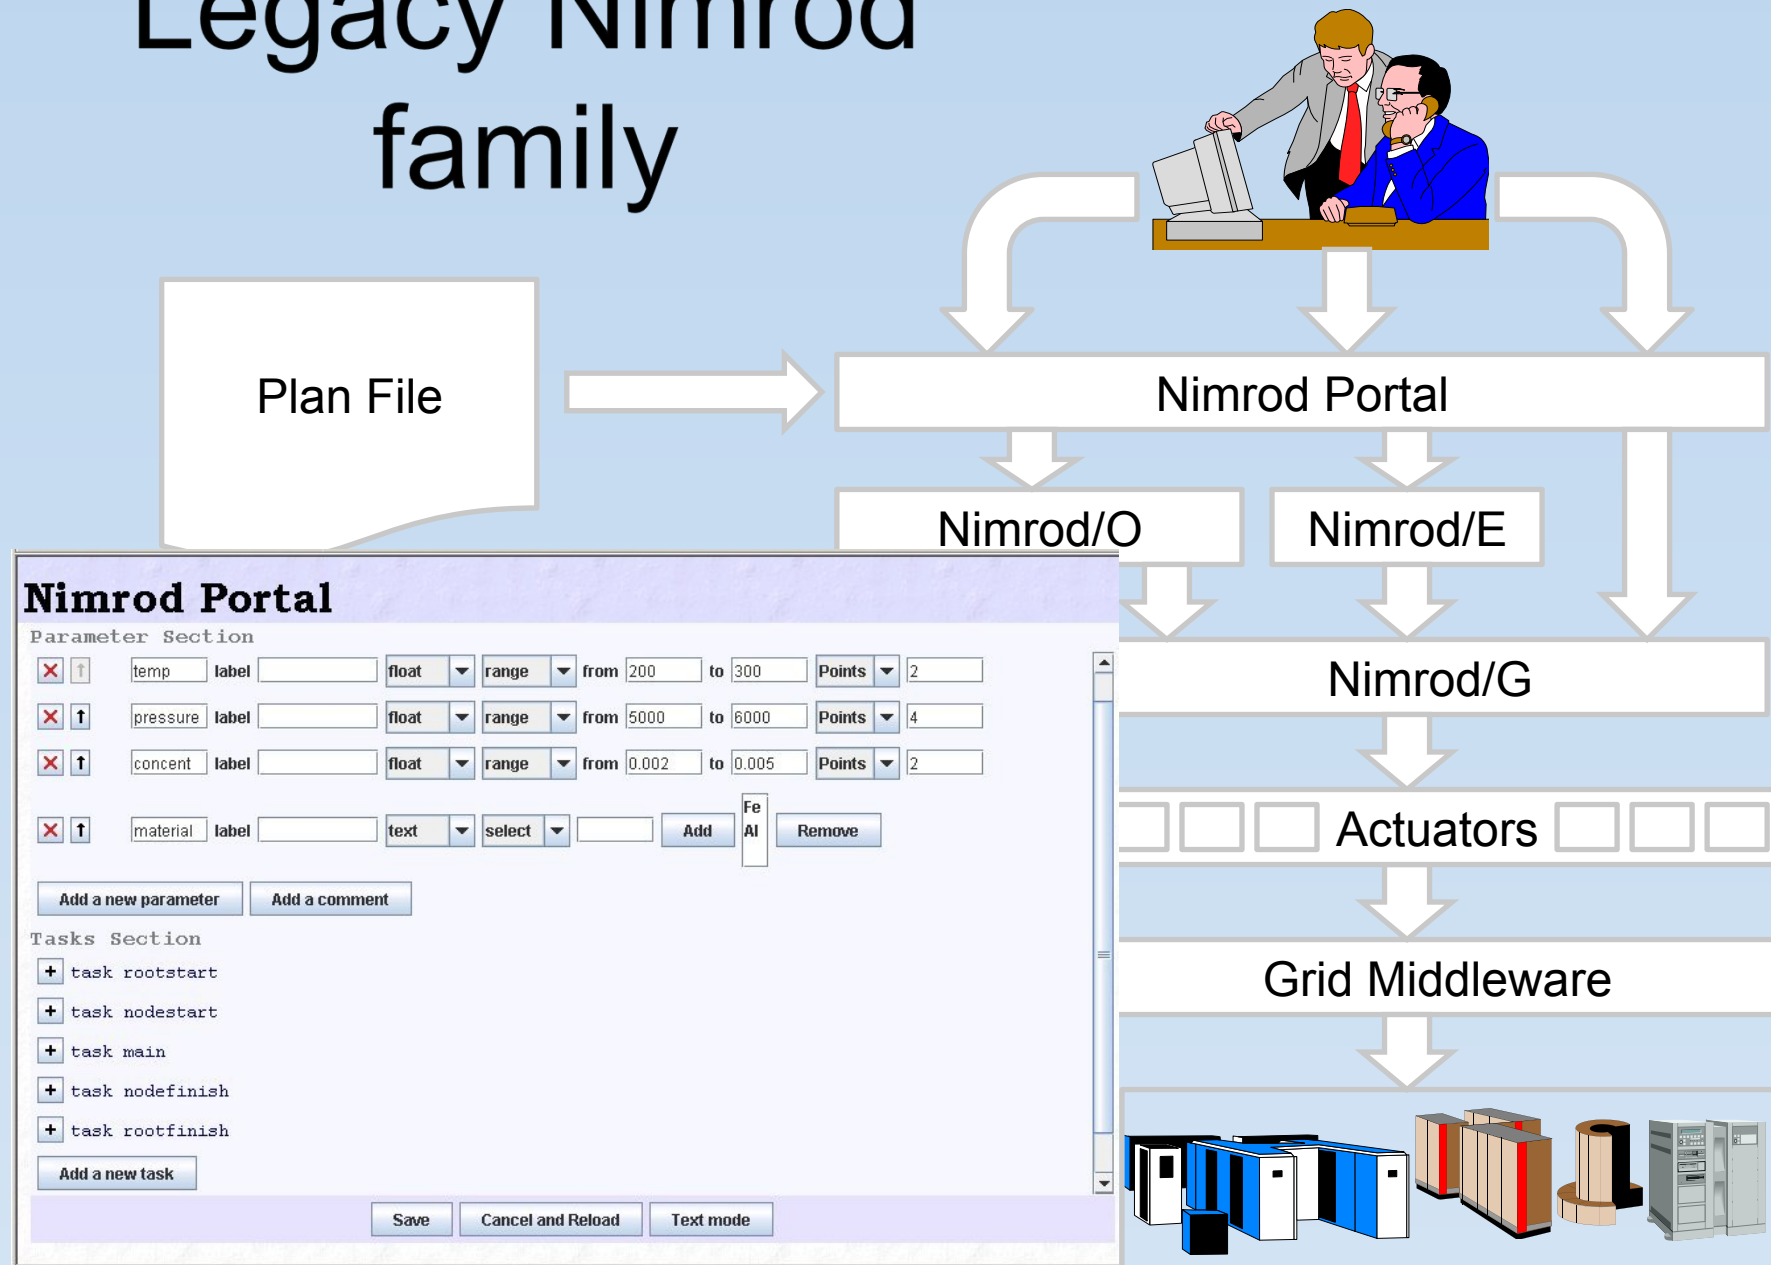 Legacy Nimrod
family
Plan File
Nimrod Portal
Nimrod/O
Nimrod/E
Nimrod/G
Actuators
Grid Middleware
Nimrod Portal
Parameter Section
temp label float range from 200 to 300 Points 2
pressure label float range from 5000 to 6000 Points 4
concent label float range from 0.002 to 0.005 Points 2
Fe
material label text select Add Al Remove
Add a new parameter Add a comment
Tasks Section
+ task rootstart
+ task nodestart
+ task main
+ task nodefinish
+ task rootfinish
Add a new task
Save Cancel and Reload Text mode